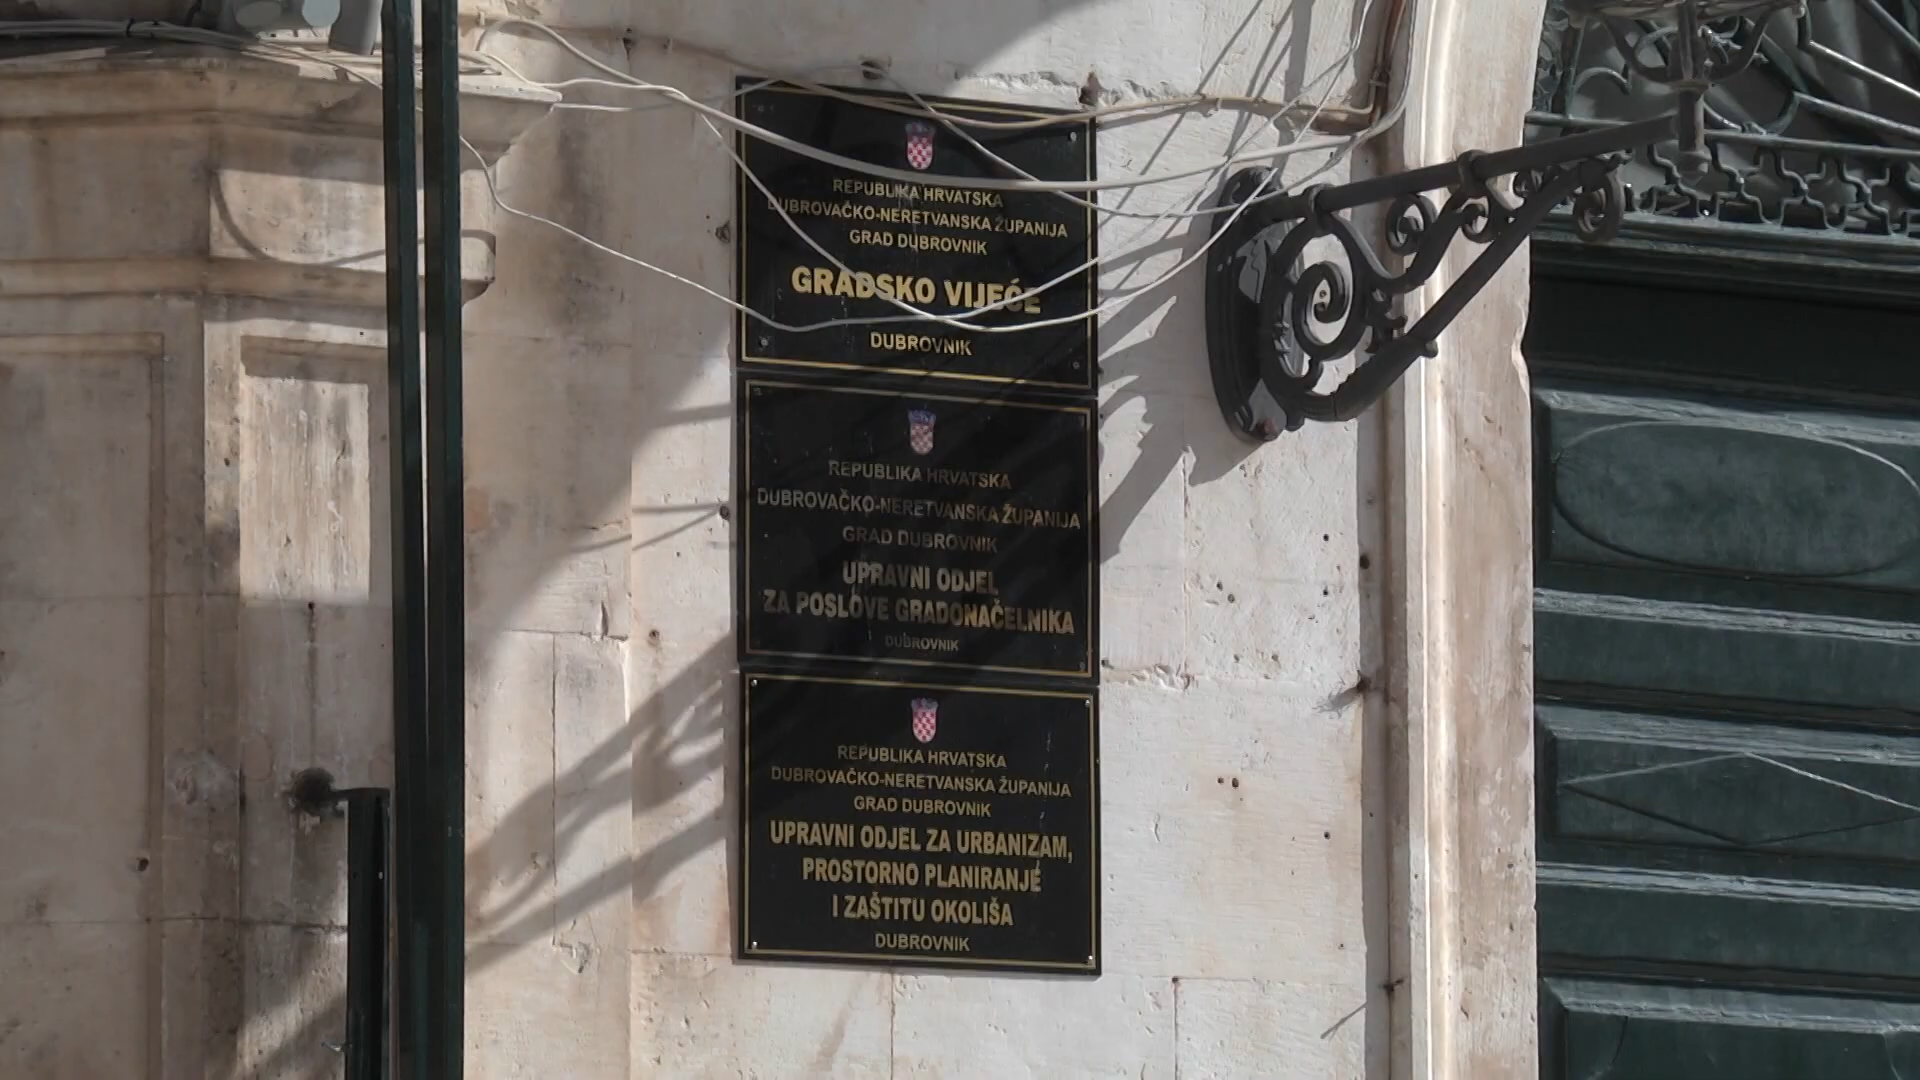 REPUBLIKA HRVATSKA
DUBROVAČKO-NERETVANSKA ŽUPANIJA
GRAD DUBROVNIK
GRADSKO VIJEĆE
DUBROVNIK
REPUBLIKA HRVATSKA
DUBROVAČKO-NERETVANSKA ŽUPANIJA
GRAD DUBROVNIK
UPRAVNI ODJEL
ZA POSLOVE GRADONAČELNIKA
DUBROVNIK
REPUBLIKA HRVATSKA
DUBROVAČKO-NERETVANSKA ŽUPANIJA
GRAD DUBROVNIK
UPRAVNI ODJEL ZA URBANIZAM,
PROSTORNO PLANIRANJE
I ZAŠTITU OKOLIŠA
DUBROVNIK